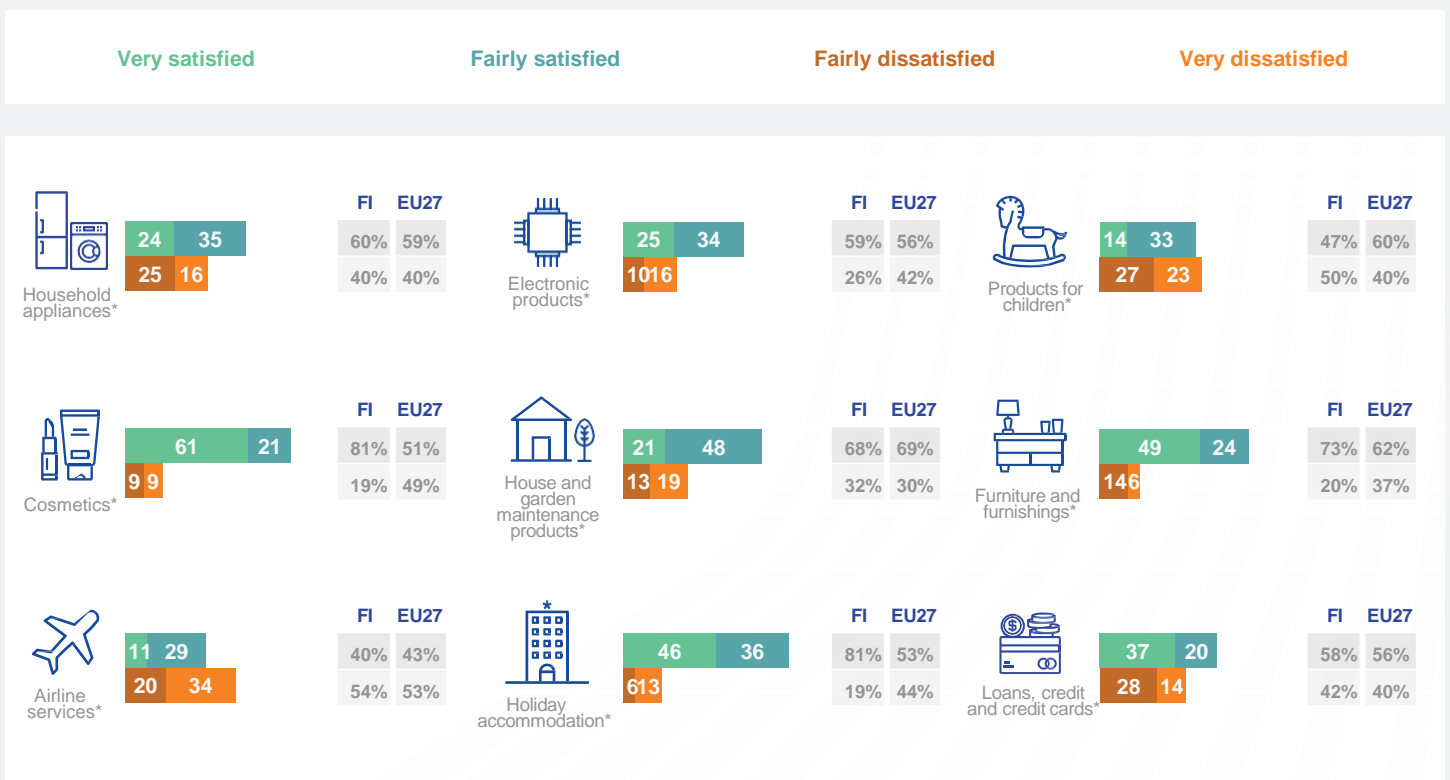 Very satisfied Fairly satisfied Fairly dissatisfied Very dissatisfied
FI EU27
24 35 60% 59%
25 16 40% 40%
Household
appliances*
FI EU27
25 34 59% 56%
10 16 26% 42%
Electronic
products*
FI EU27
14 33 47% 60%
27 23 50% 40%
Products for
children*
FI EU27
61 21 81% 51%
9 9 19% 49%
Cosmetics*
FI EU27
21 48 68% 69%
13 19 32% 30%
House and
garden
maintenance
products*
FI EU27
49 24 73% 62%
14 6 20% 37%
Furniture and
furnishings*
FI EU27
11 29 40% 43%
20 34 54% 53%
Airline
services*
FI EU27
46 36 81% 53%
6 13 19% 44%
Holiday
accommodation*
FI EU27
37 20 58% 56%
28 14 42% 40%
Loans, credit
and credit cards*